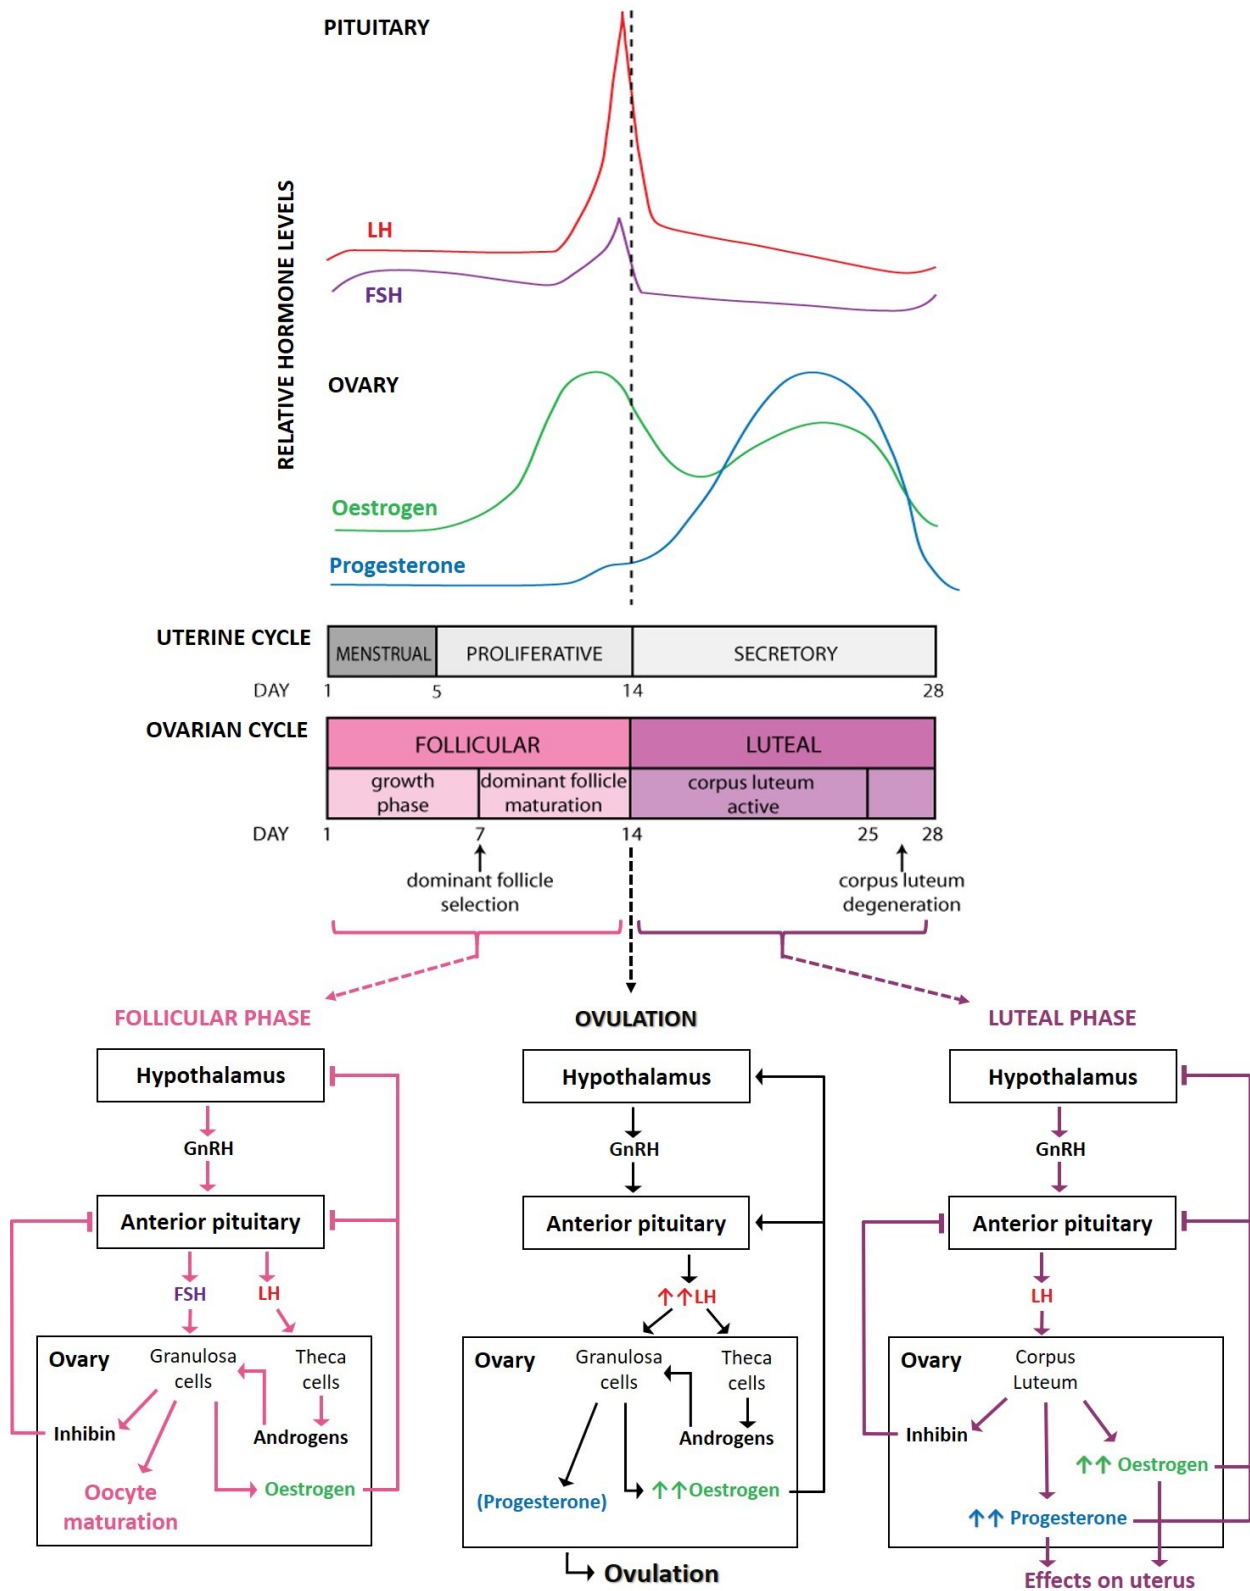 PITUITARY
RELATIVE HORMONE LEVELS
LH
FSH
OVARY
Oestrogen
Progesterone
UTERINE CYCLE
MENSTRUAL
PROLIFERATIVE
SECRETORY
DAY 1 5 14 28
OVARIAN CYCLE
FOLLICULAR
LUTEAL
growth
phase
dominant follicle
maturation
corpus luteum
active
DAY 1 7 14 25 28
dominant follicle
selection
corpus luteum
degeneration
FOLLICULAR PHASE
Hypothalamus
GnRH
Anterior pituitary
FSH
LH
Ovary
Granulosa
cells
Theca
cells
Inhibin
Androgens
Oocyte
maturation
Oestrogen
OVULATION
Hypothalamus
GnRH
Anterior pituitary
↑↑LH
Ovary
Granulosa
cells
Theca
cells
Androgens
(Progesterone)
↑↑Oestrogen
Ovulation
LUTEAL PHASE
Hypothalamus
GnRH
Anterior pituitary
LH
Ovary
Corpus
Luteum
Inhibin
↑↑ Oestrogen
↑↑ Progesterone
Effects on uterus